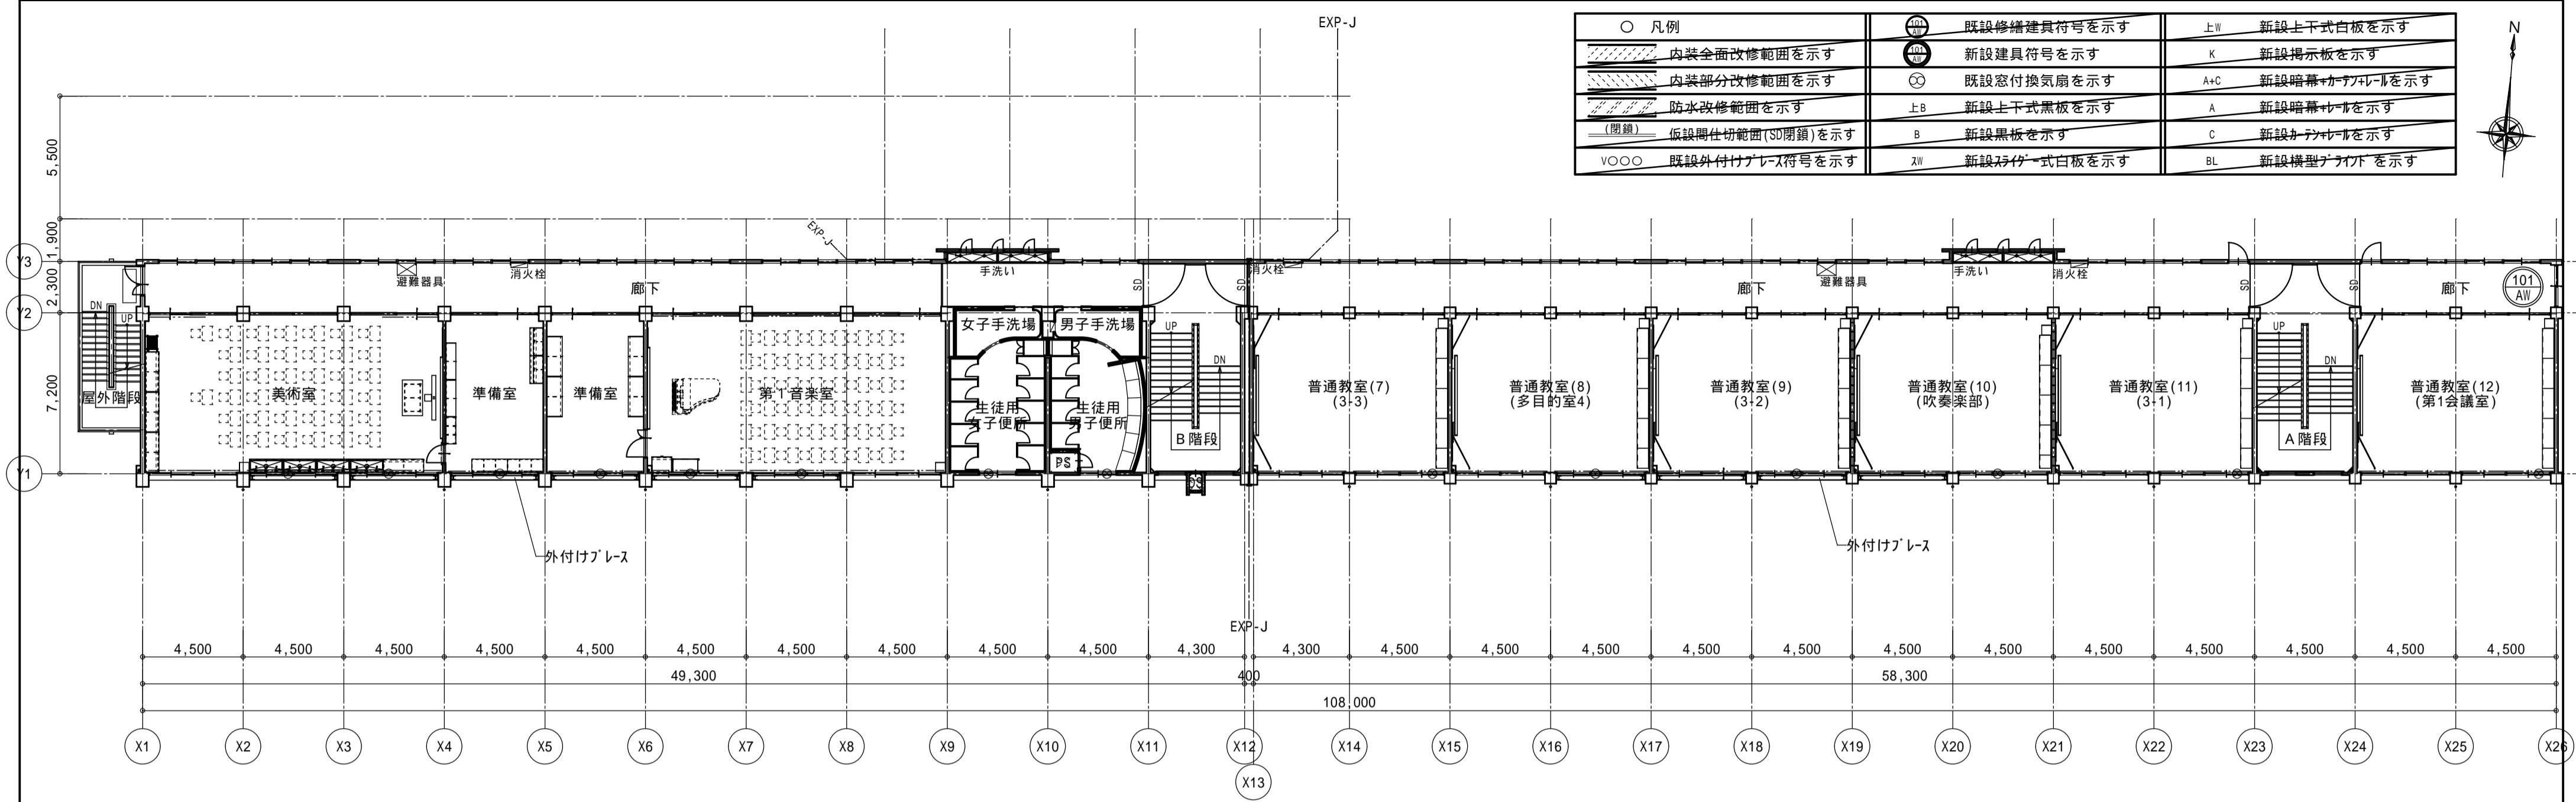 EXP-J
○ 凡例
内装全面改修範囲を示す
内装部分改修範囲を示す
防水改修範囲を示す
(閉鎖) 仮設間仕切範囲(SD閉鎖)を示す
V○○○ 既設外付けブレース符号を示す
101 AW 既設修繕建具符号を示す
101 AW 新設建具符号を示す
既設窓付換気扇を示す
上B 新設上下式黒板を示す
B 新設黒板を示す
スW 新設スライダー式白板を示す
上W 新設上下式白板を示す
K 新設掲示板を示す
A+C 新設暗幕+カーテン+レールを示す
A 新設暗幕+レールを示す
C 新設カーテン+レールを示す
BL 新設横型ブラインドを示す
N
5,500
1,900
2,300
7,200
Y3
Y2
Y1
EXP-J
避難器具
消火栓
廊下
手洗い
SD
SD
消火栓
廊下
避難器具
手洗い
消火栓
SD
SD
廊下
101
AW
DN
UP
屋外階段
美術室
準備室
準備室
第1音楽室
女子手洗場
男子手洗場
生徒用
女子便所
生徒用
男子便所
PS
UP
DN
B階段
DS
普通教室(7)
(3-3)
普通教室(8)
(多目的室4)
普通教室(9)
(3-2)
普通教室(10)
(吹奏楽部)
普通教室(11)
(3-1)
UP
DN
A階段
普通教室(12)
(第1会議室)
外付けブレース
外付けブレース
EXP-J
4,500 4,500 4,500 4,500 4,500 4,500 4,500 4,500 4,500 4,500 4,300 4,300 4,500 4,500 4,500 4,500 4,500 4,500 4,500 4,500 4,500 4,500 4,500 4,500
49,300 400 58,300
108,000
X1 X2 X3 X4 X5 X6 X7 X8 X9 X10 X11 X12 X14 X15 X16 X17 X18 X19 X20 X21 X22 X23 X24 X25 X26
X13